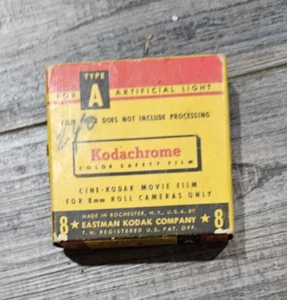 TYPE
A
FOR ARTIFICIAL LIGHT
DOES NOT INCLUDE PROCESSING
Kodachrome
COLOR SAFETY FILM
CINE-KODAK MOVIE FILM
FOR 8mm ROLL CAMERAS ONLY
MADE IN ROCHESTER, N.Y., U.S.A. BY
8 ★ EASTMAN KODAK COMPANY ★ 8
T.M. REGISTERED U.S. PAT. OFF.